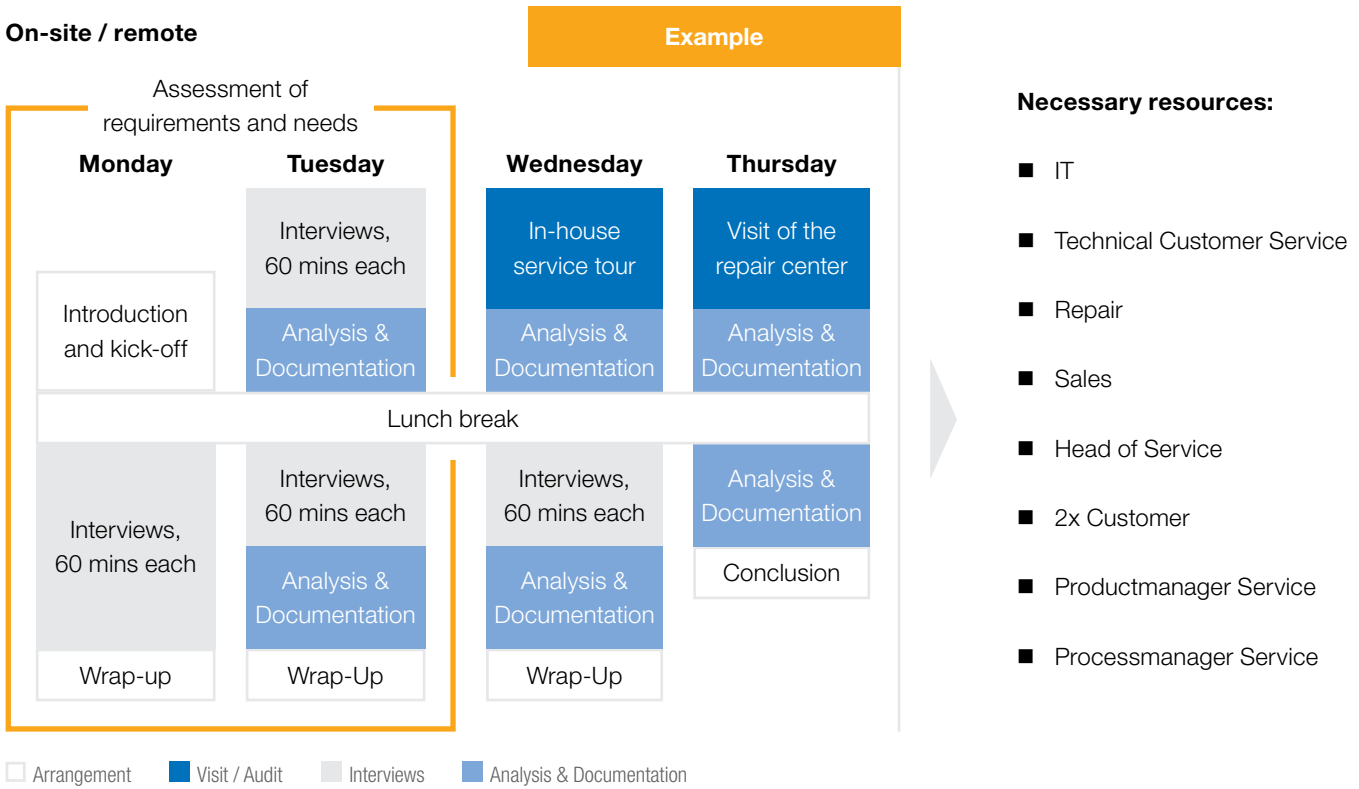 On-site / remote
Example
Assessment of
requirements and needs
Monday
Tuesday
Wednesday
Thursday
Introduction
and kick-off
Interviews,
60 mins each
Analysis &
Documentation
In-house
service tour
Analysis &
Documentation
Visit of the
repair center
Analysis &
Documentation
Lunch break
Interviews,
60 mins each
Wrap-up
Interviews,
60 mins each
Analysis &
Documentation
Wrap-Up
Interviews,
60 mins each
Analysis &
Documentation
Wrap-Up
Analysis &
Documentation
Conclusion
Necessary resources:
IT
Technical Customer Service
Repair
Sales
Head of Service
2x Customer
Productmanager Service
Processmanager Service
Arrangement
Visit / Audit
Interviews
Analysis & Documentation